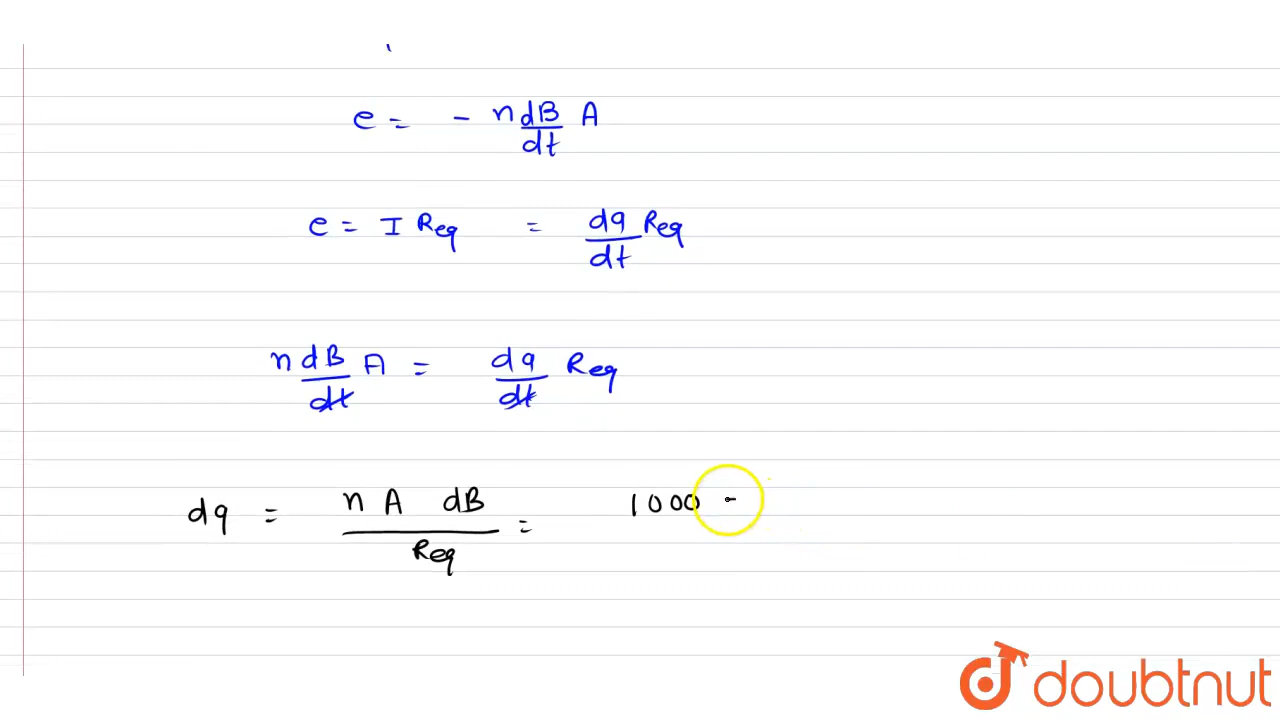 e = - n dB/dt A
e = I Req = dq/dt Req
n dB/dt A = dq/dt Req
dq = n A dB / Req = 1000 -
doubtnut